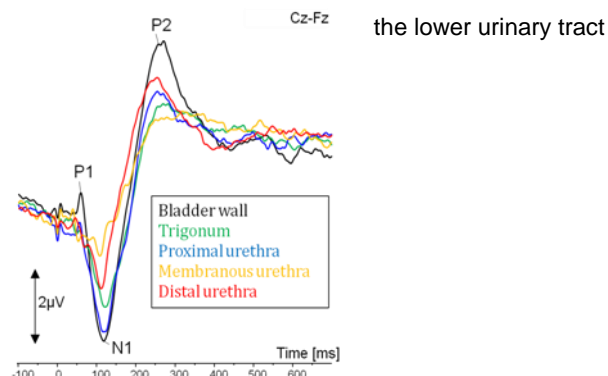 P2
Cz-Fz
the lower urinary tract
P1
Bladder wall
Trigonum
Proximal urethra
Membranous urethra
Distal urethra
2µV
N1
Time [ms]
-100 0 100 200 300 400 500 600